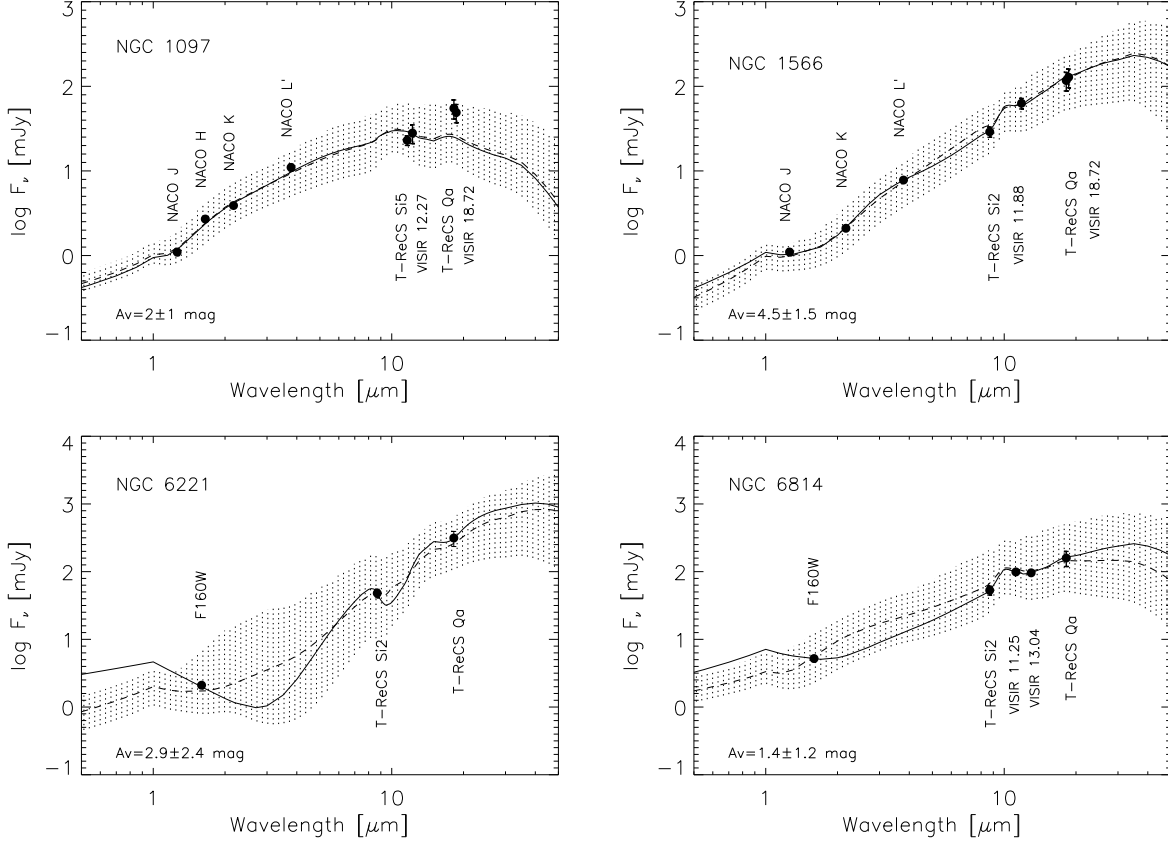 NGC 1097
NACO J
NACO H
NACO K
NACO L'
T-ReCS Si5
VISIR 12.27
T-ReCS Qa
VISIR 18.72
Av=2±1 mag
log Fν [mJy]
3
2
1
0
−1
1
10
Wavelength [μm]
NGC 1566
NACO J
NACO K
NACO L'
T-ReCS Si2
VISIR 11.88
T-ReCS Qa
VISIR 18.72
Av=4.5±1.5 mag
log Fν [mJy]
3
2
1
0
−1
1
10
Wavelength [μm]
NGC 6221
F160W
T-ReCS Si2
T-ReCS Qa
Av=2.9±2.4 mag
log Fν [mJy]
4
3
2
1
0
−1
1
10
Wavelength [μm]
NGC 6814
F160W
T-ReCS Si2
VISIR 11.25
VISIR 13.04
T-ReCS Qa
Av=1.4±1.2 mag
log Fν [mJy]
4
3
2
1
0
−1
1
10
Wavelength [μm]